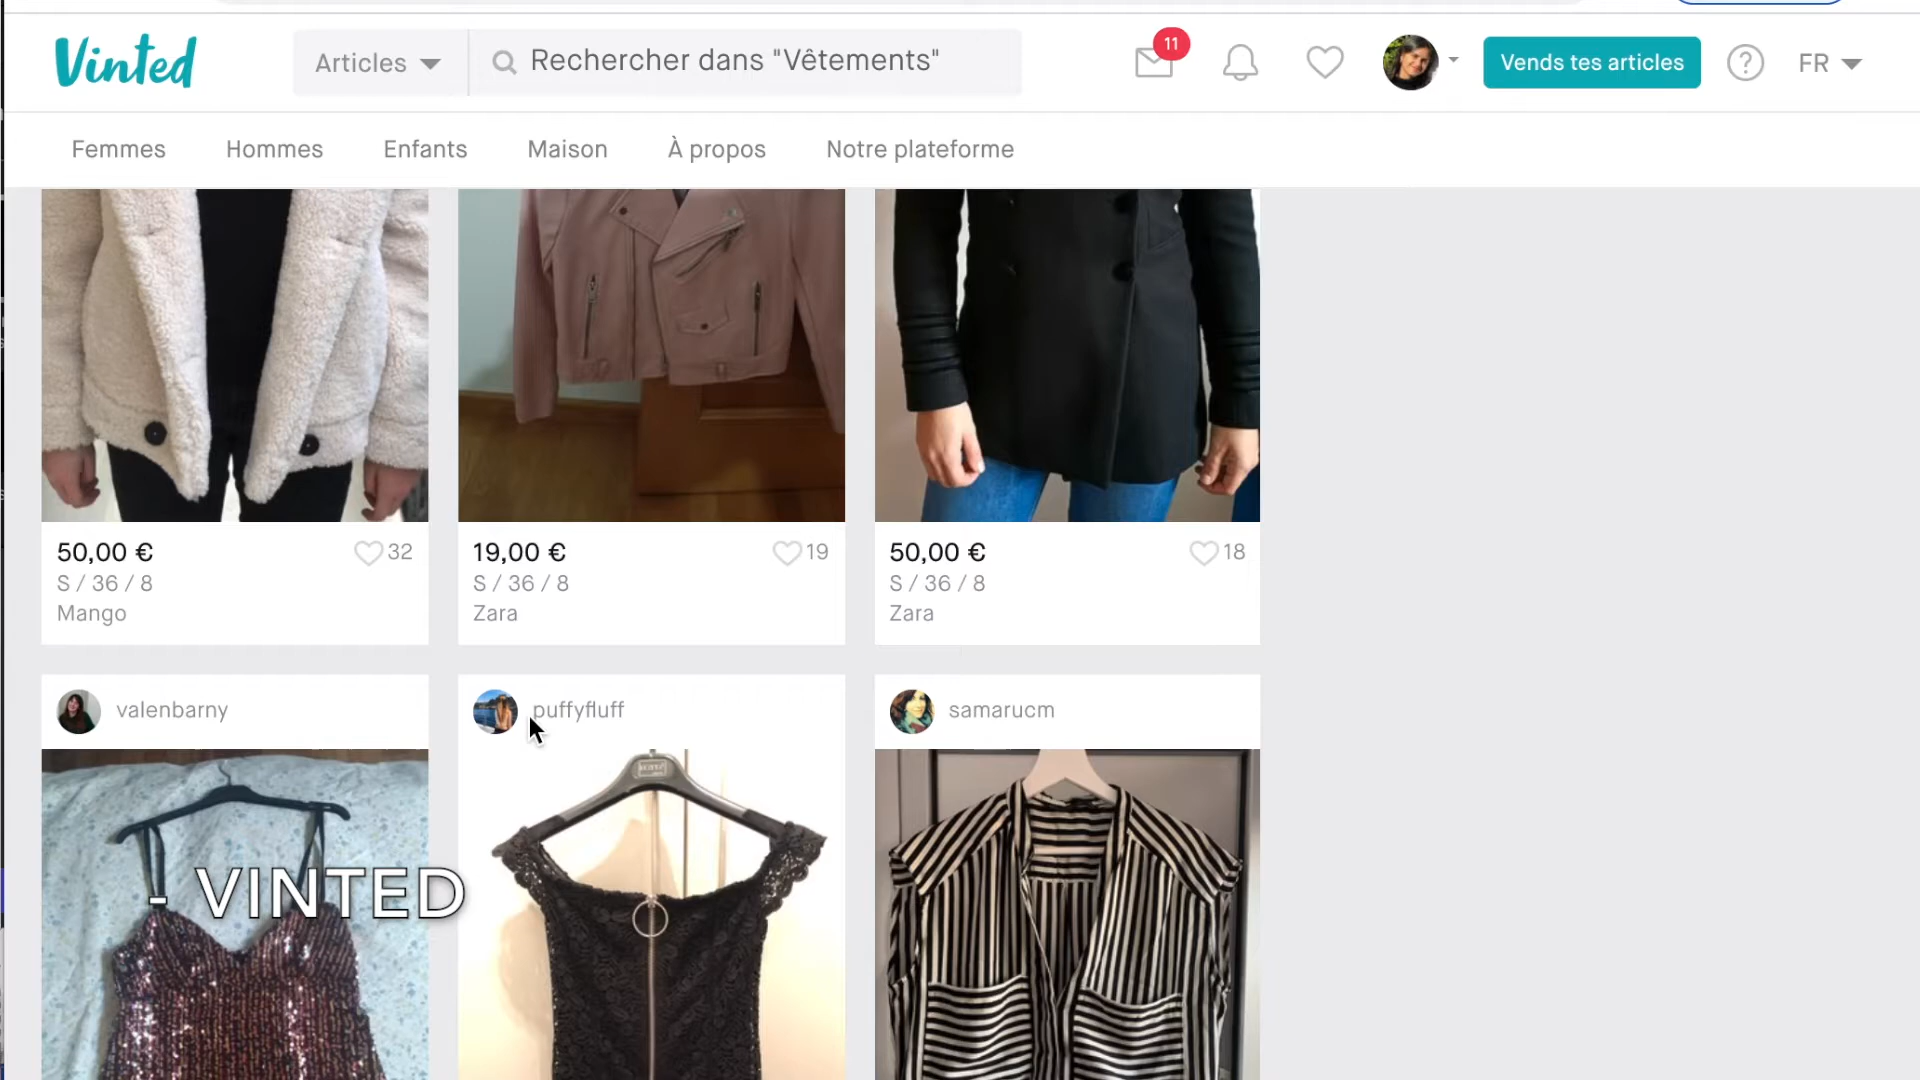 Vinted
Articles
Rechercher dans "Vêtements"
11
Vends tes articles
?
FR
Femmes
Hommes
Enfants
Maison
À propos
Notre plateforme
50,00 €
32
S / 36 / 8
Mango
19,00 €
19
S / 36 / 8
Zara
50,00 €
18
S / 36 / 8
Zara
valenbarny
puffyfluff
samarucm
- VINTED